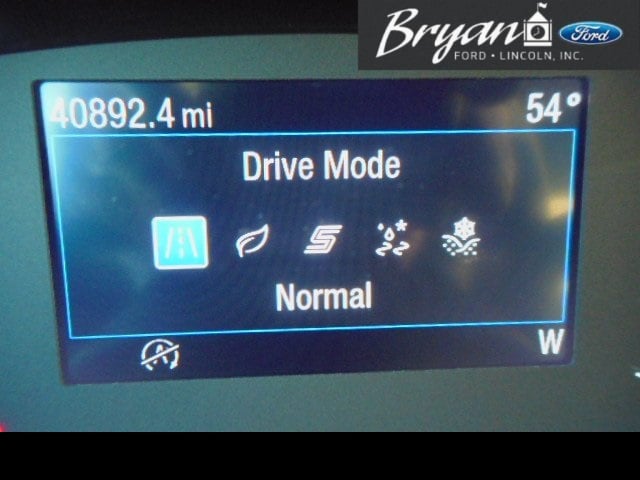 Bryan
Ford
FORD • LINCOLN, INC.
40892.4 mi
54°
Drive Mode
Normal
W